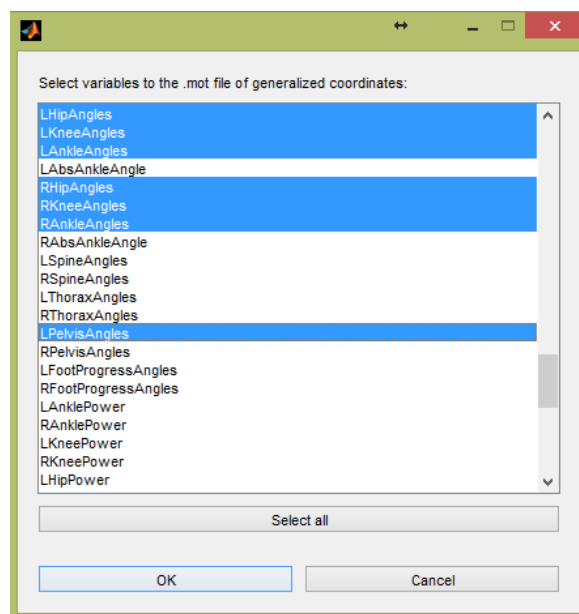 Select variables to the .mot file of generalized coordinates:
LHipAngles
LKneeAngles
LAnkleAngles
LAbsAnkleAngle
RHipAngles
RKneeAngles
RAnkleAngles
RAbsAnkleAngle
LSpineAngles
RSpineAngles
LThoraxAngles
RThoraxAngles
LPelvisAngles
RPelvisAngles
LFootProgressAngles
RFootProgressAngles
LAnklePower
RAnklePower
LKneePower
RKneePower
LHipPower
Select all
OK Cancel